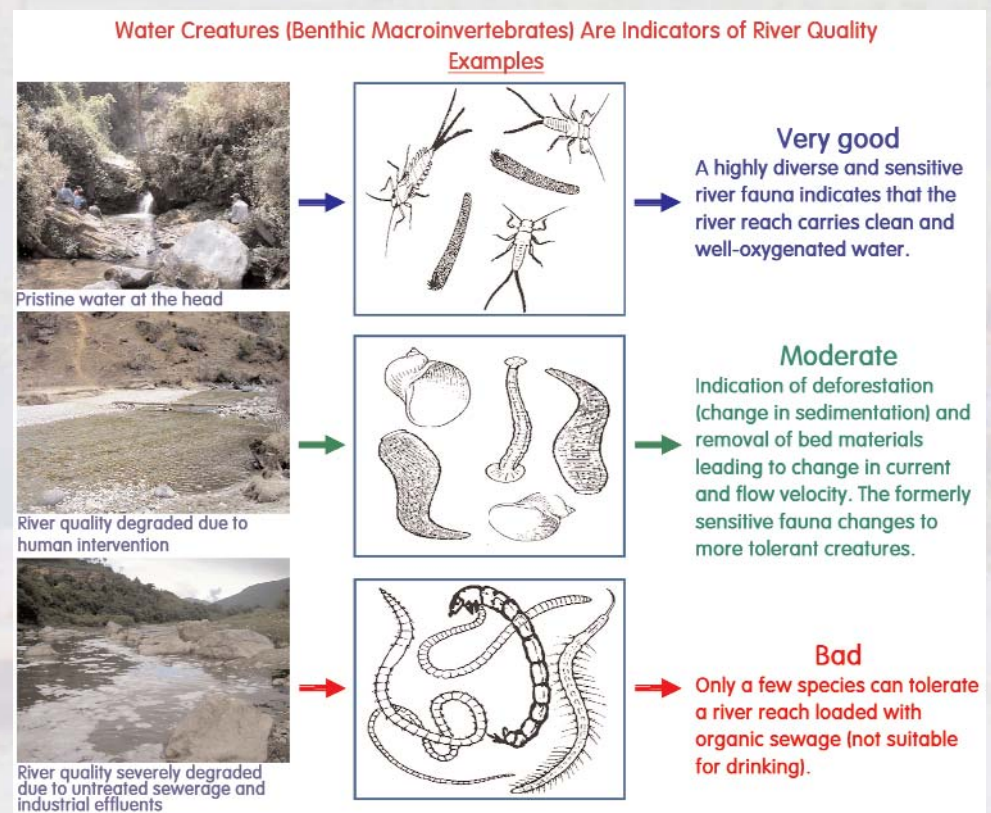 Water Creatures (Benthic Macroinvertebrates) Are Indicators of River Quality
Examples
Pristine water at the head
Very good
A highly diverse and sensitive
river fauna indicates that the
river reach carries clean and
well-oxygenated water.
River quality degraded due to
human intervention
Moderate
Indication of deforestation
(change in sedimentation) and
removal of bed materials
leading to change in current
and flow velocity. The formerly
sensitive fauna changes to
more tolerant creatures.
River quality severely degraded
due to untreated sewerage and
industrial effluents
Bad
Only a few species can tolerate
a river reach loaded with
organic sewage (not suitable
for drinking).